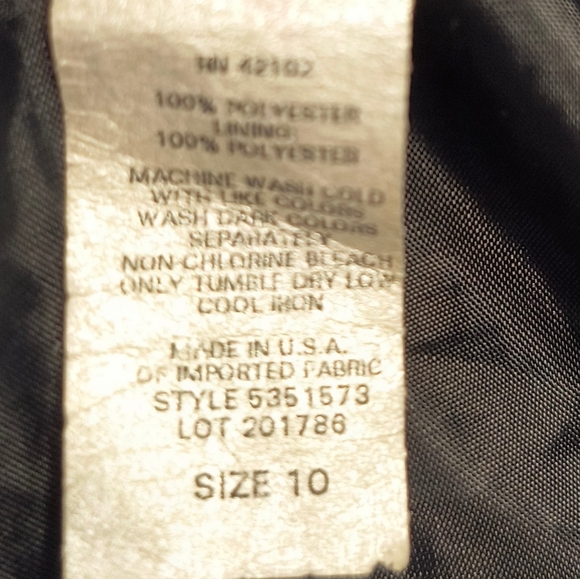 RN 42192
100% POLYESTER
LINING:
100% POLYESTER
MACHINE WASH COLD
WITH LIKE COLORS
WASH DARK COLORS
SEPARATELY
NON-CHLORINE BLEACH
ONLY TUMBLE DRY LOW
COOL IRON
MADE IN U.S.A.
OF IMPORTED FABRIC
STYLE 5351573
LOT 201786
SIZE 10